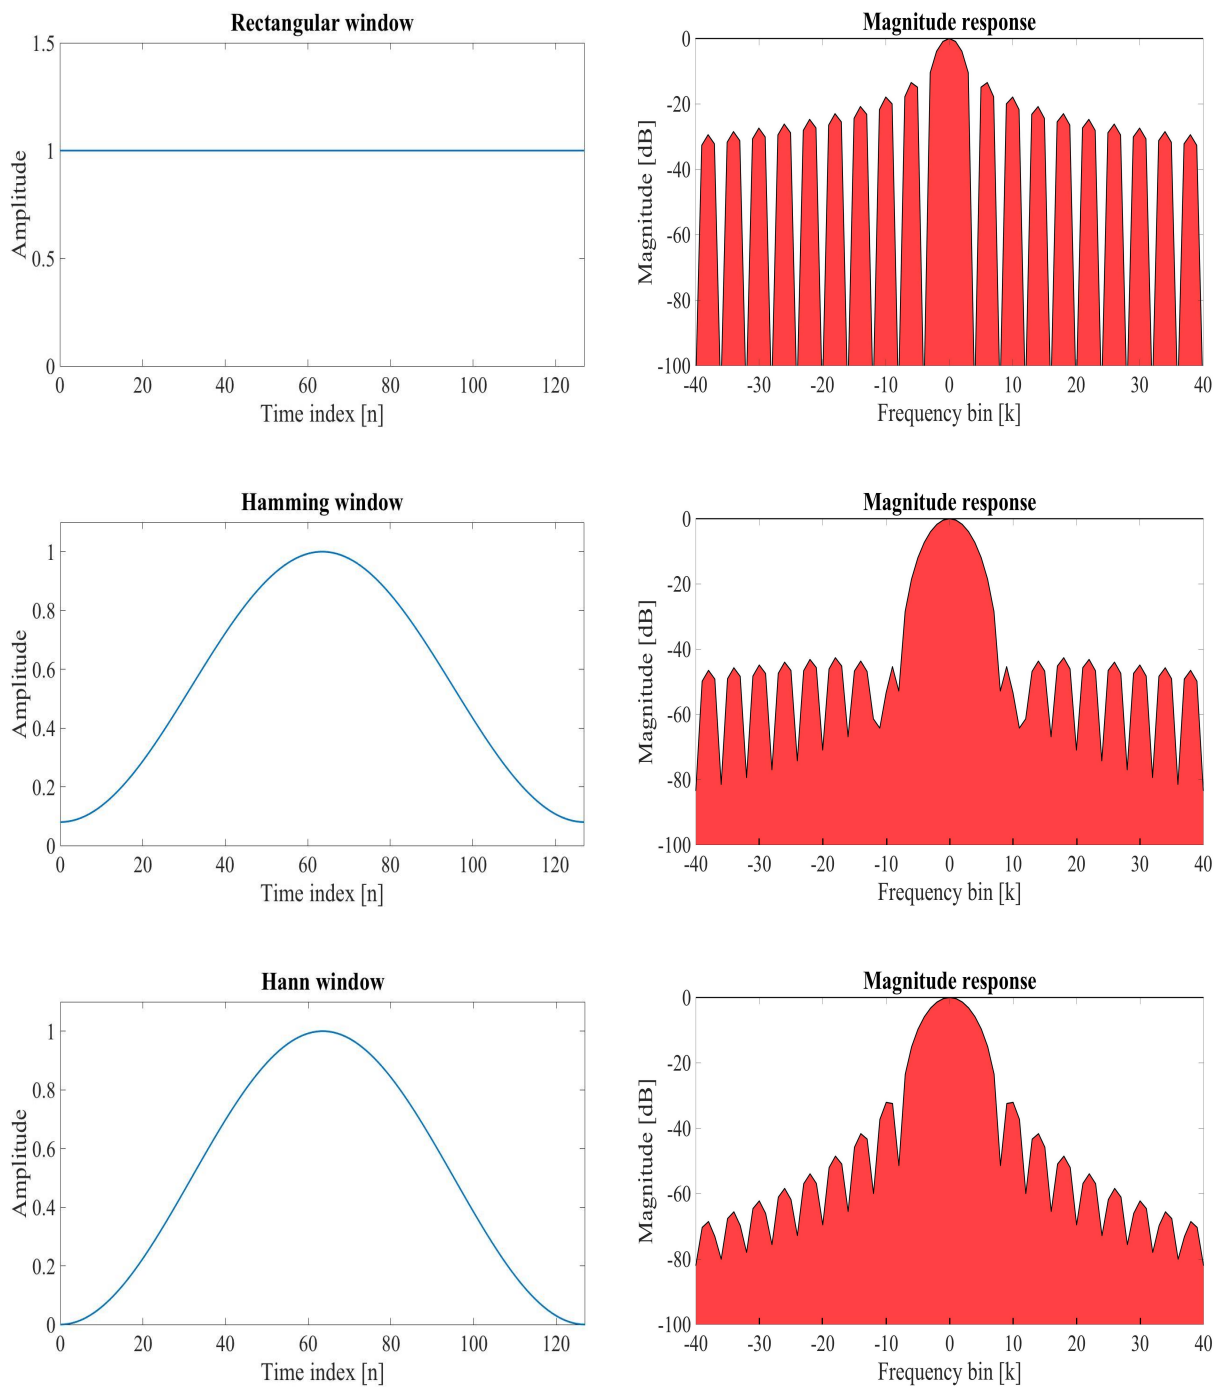 Rectangular window
1.5
1
0.5
0
Amplitude
0 20 40 60 80 100 120
Time index [n]
Magnitude response
0
-20
-40
-60
-80
-100
Magnitude [dB]
-40 -30 -20 -10 0 10 20 30 40
Frequency bin [k]
Hamming window
1
0.8
0.6
0.4
0.2
0
Amplitude
0 20 40 60 80 100 120
Time index [n]
Magnitude response
0
-20
-40
-60
-80
-100
Magnitude [dB]
-40 -30 -20 -10 0 10 20 30 40
Frequency bin [k]
Hann window
1
0.8
0.6
0.4
0.2
0
Amplitude
0 20 40 60 80 100 120
Time index [n]
Magnitude response
0
-20
-40
-60
-80
-100
Magnitude [dB]
-40 -30 -20 -10 0 10 20 30 40
Frequency bin [k]